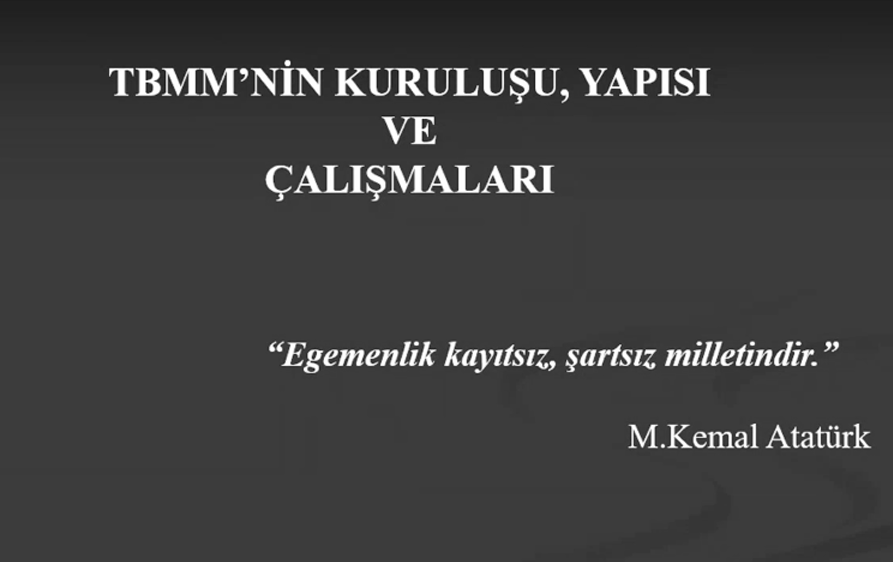 TBMM’NİN KURULUŞU, YAPISI
VE
ÇALIŞMALARI
“Egemenlik kayıtsız, şartsız milletindir.”
M.Kemal Atatürk